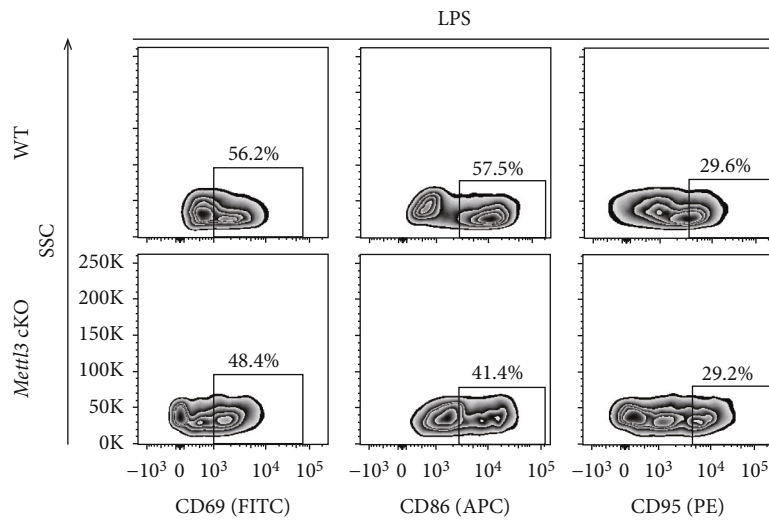 LPS
WT
56.2%
57.5%
29.6%
SSC
Mettl3 cKO
250K
200K
150K
100K
50K
0K
48.4%
41.4%
29.2%
−10³ 0 10³ 10⁴ 10⁵
−10³ 0 10³ 10⁴ 10⁵
−10³ 0 10³ 10⁴ 10⁵
CD69 (FITC)
CD86 (APC)
CD95 (PE)